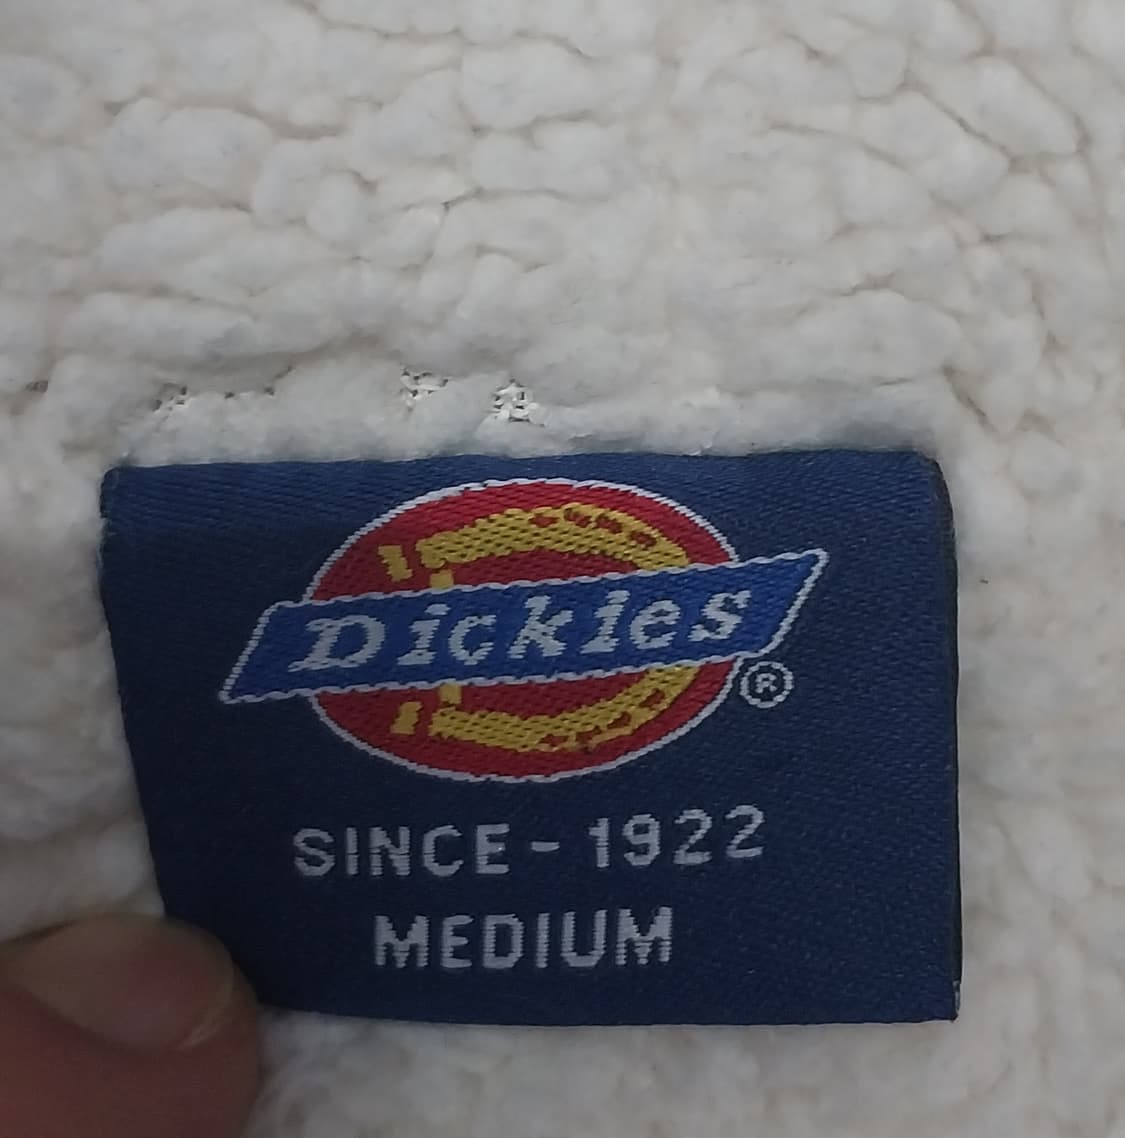 Dickies
®
SINCE - 1922
MEDIUM